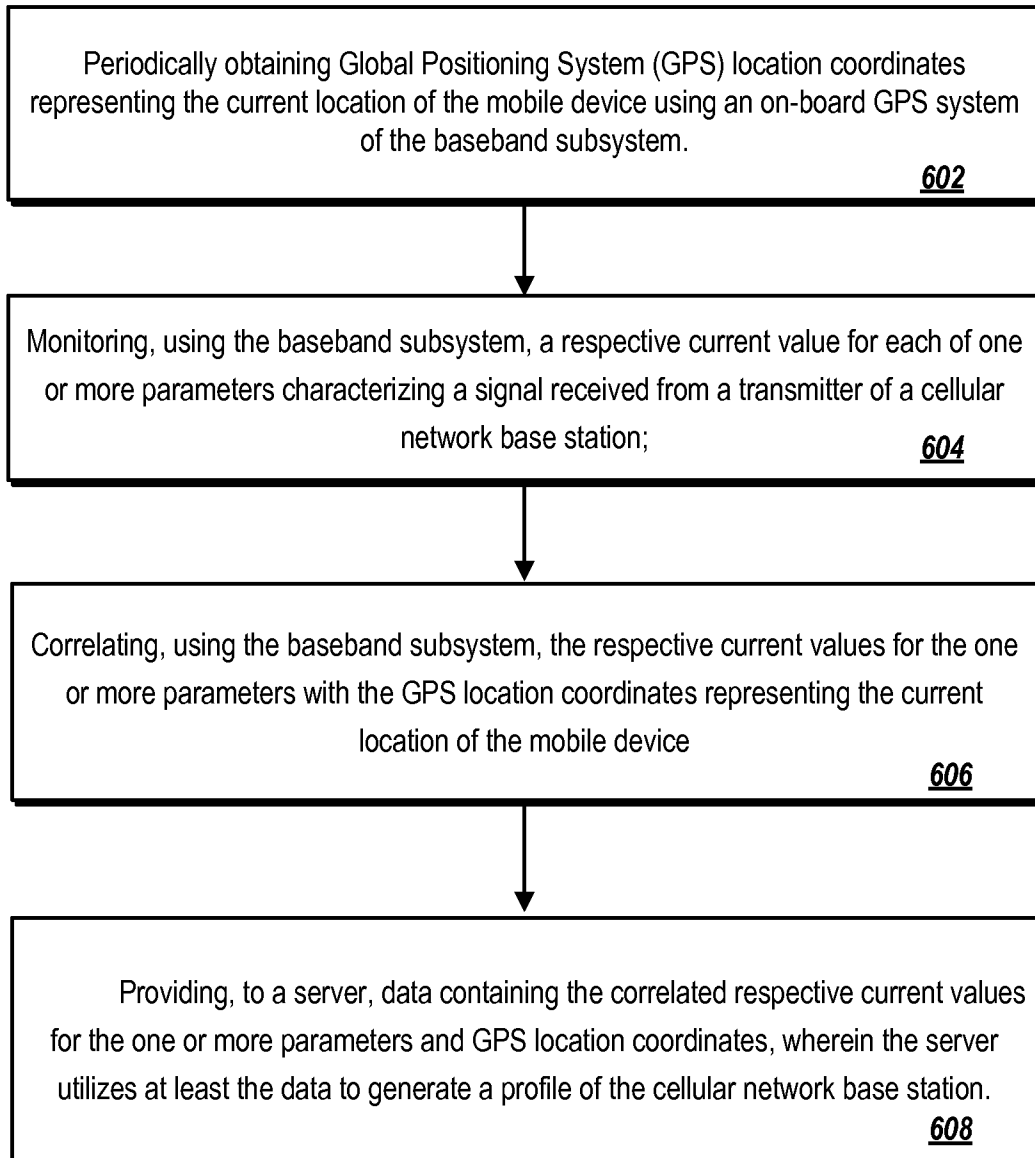 Periodically obtaining Global Positioning System (GPS) location coordinates
representing the current location of the mobile device using an on-board GPS system
of the baseband subsystem.
602
Monitoring, using the baseband subsystem, a respective current value for each of one
or more parameters characterizing a signal received from a transmitter of a cellular
network base station;
604
Correlating, using the baseband subsystem, the respective current values for the one
or more parameters with the GPS location coordinates representing the current
location of the mobile device
606
Providing, to a server, data containing the correlated respective current values
for the one or more parameters and GPS location coordinates, wherein the server
utilizes at least the data to generate a profile of the cellular network base station.
608